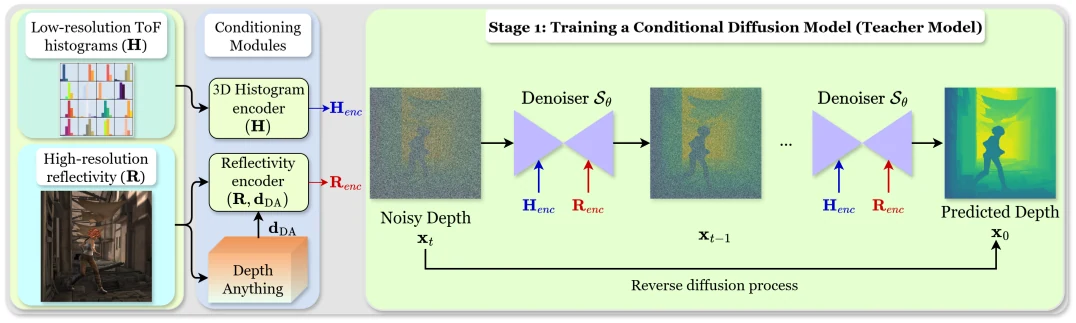 Low-resolution ToF
histograms (H)
High-resolution
reflectivity (R)
Conditioning
Modules
3D Histogram
encoder
(H)
H_enc
Reflectivity
encoder
(R, d_DA)
R_enc
d_DA
Depth
Anything
Stage 1: Training a Conditional Diffusion Model (Teacher Model)
Denoiser S_θ
H_enc
R_enc
Noisy Depth
x_t
x_{t−1}
...
Denoiser S_θ
H_enc
R_enc
Predicted Depth
x_0
Reverse diffusion process